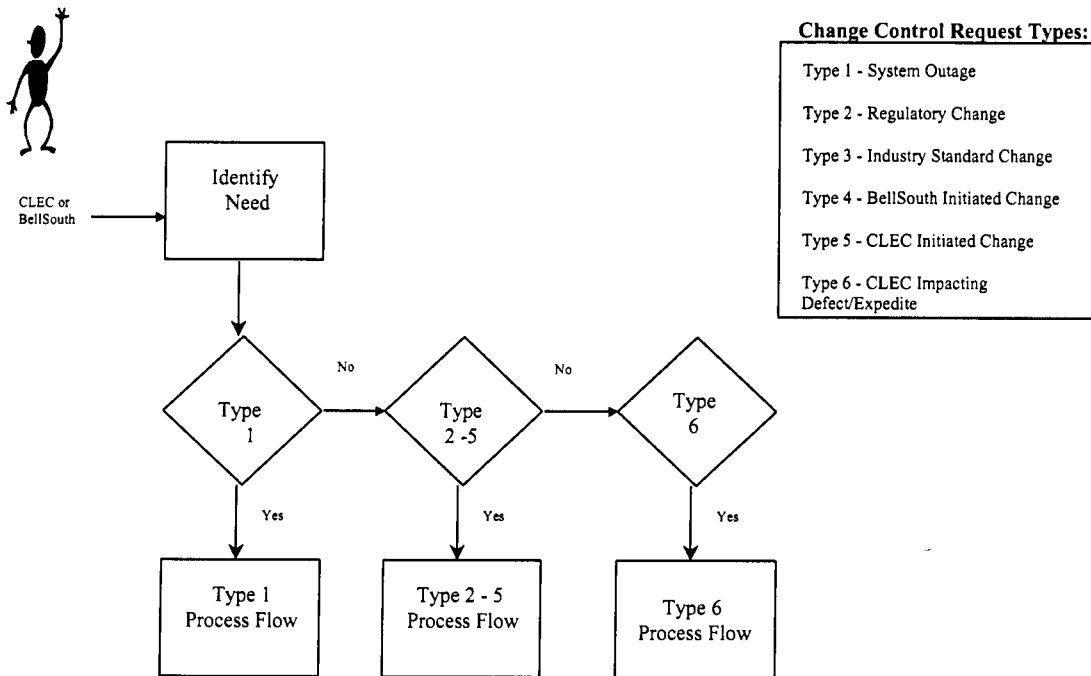 Change Control Request Types:
Type 1 - System Outage
Type 2 - Regulatory Change
Type 3 - Industry Standard Change
Type 4 - BellSouth Initiated Change
Type 5 - CLEC Initiated Change
Type 6 - CLEC Impacting
Defect/Expedite
CLEC or
BellSouth
Identify
Need
Type
1
No
Type
2 -5
No
Type
6
Yes
Yes
Yes
Type 1
Process Flow
Type 2 - 5
Process Flow
Type 6
Process Flow